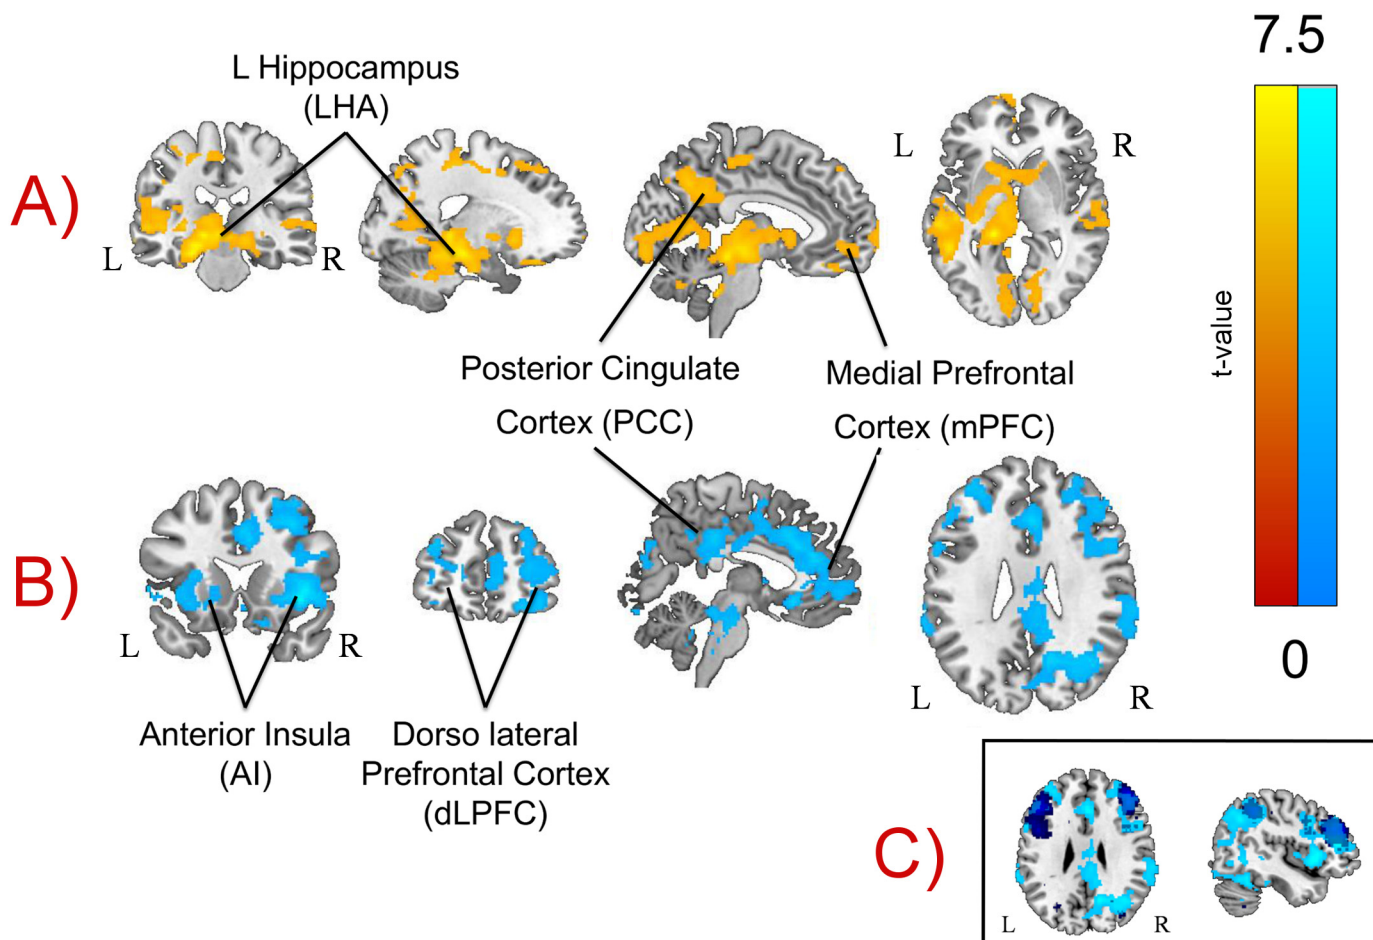 7.5
L Hippocampus
(LHA)
A)
L
R
L
R
t-value
Posterior Cingulate
Cortex (PCC)
Medial Prefrontal
Cortex (mPFC)
B)
L
R
L
R
0
Anterior Insula
(AI)
Dorso lateral
Prefrontal Cortex
(dLPFC)
C)
L
R